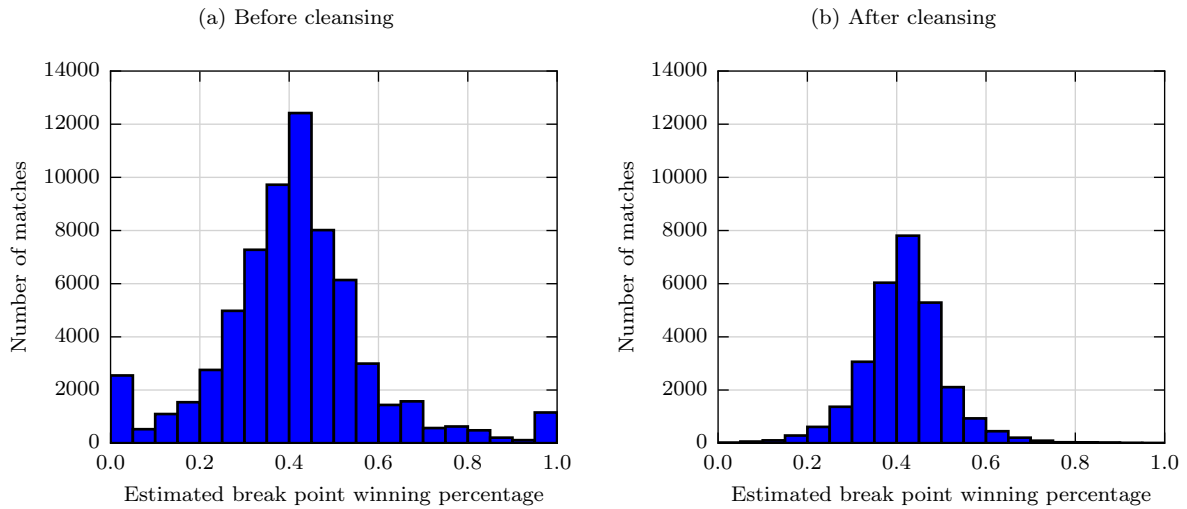 (a) Before cleansing
14000
12000
10000
8000
6000
4000
2000
0
Number of matches
0.0 0.2 0.4 0.6 0.8 1.0
Estimated break point winning percentage
(b) After cleansing
14000
12000
10000
8000
6000
4000
2000
0
Number of matches
0.0 0.2 0.4 0.6 0.8 1.0
Estimated break point winning percentage